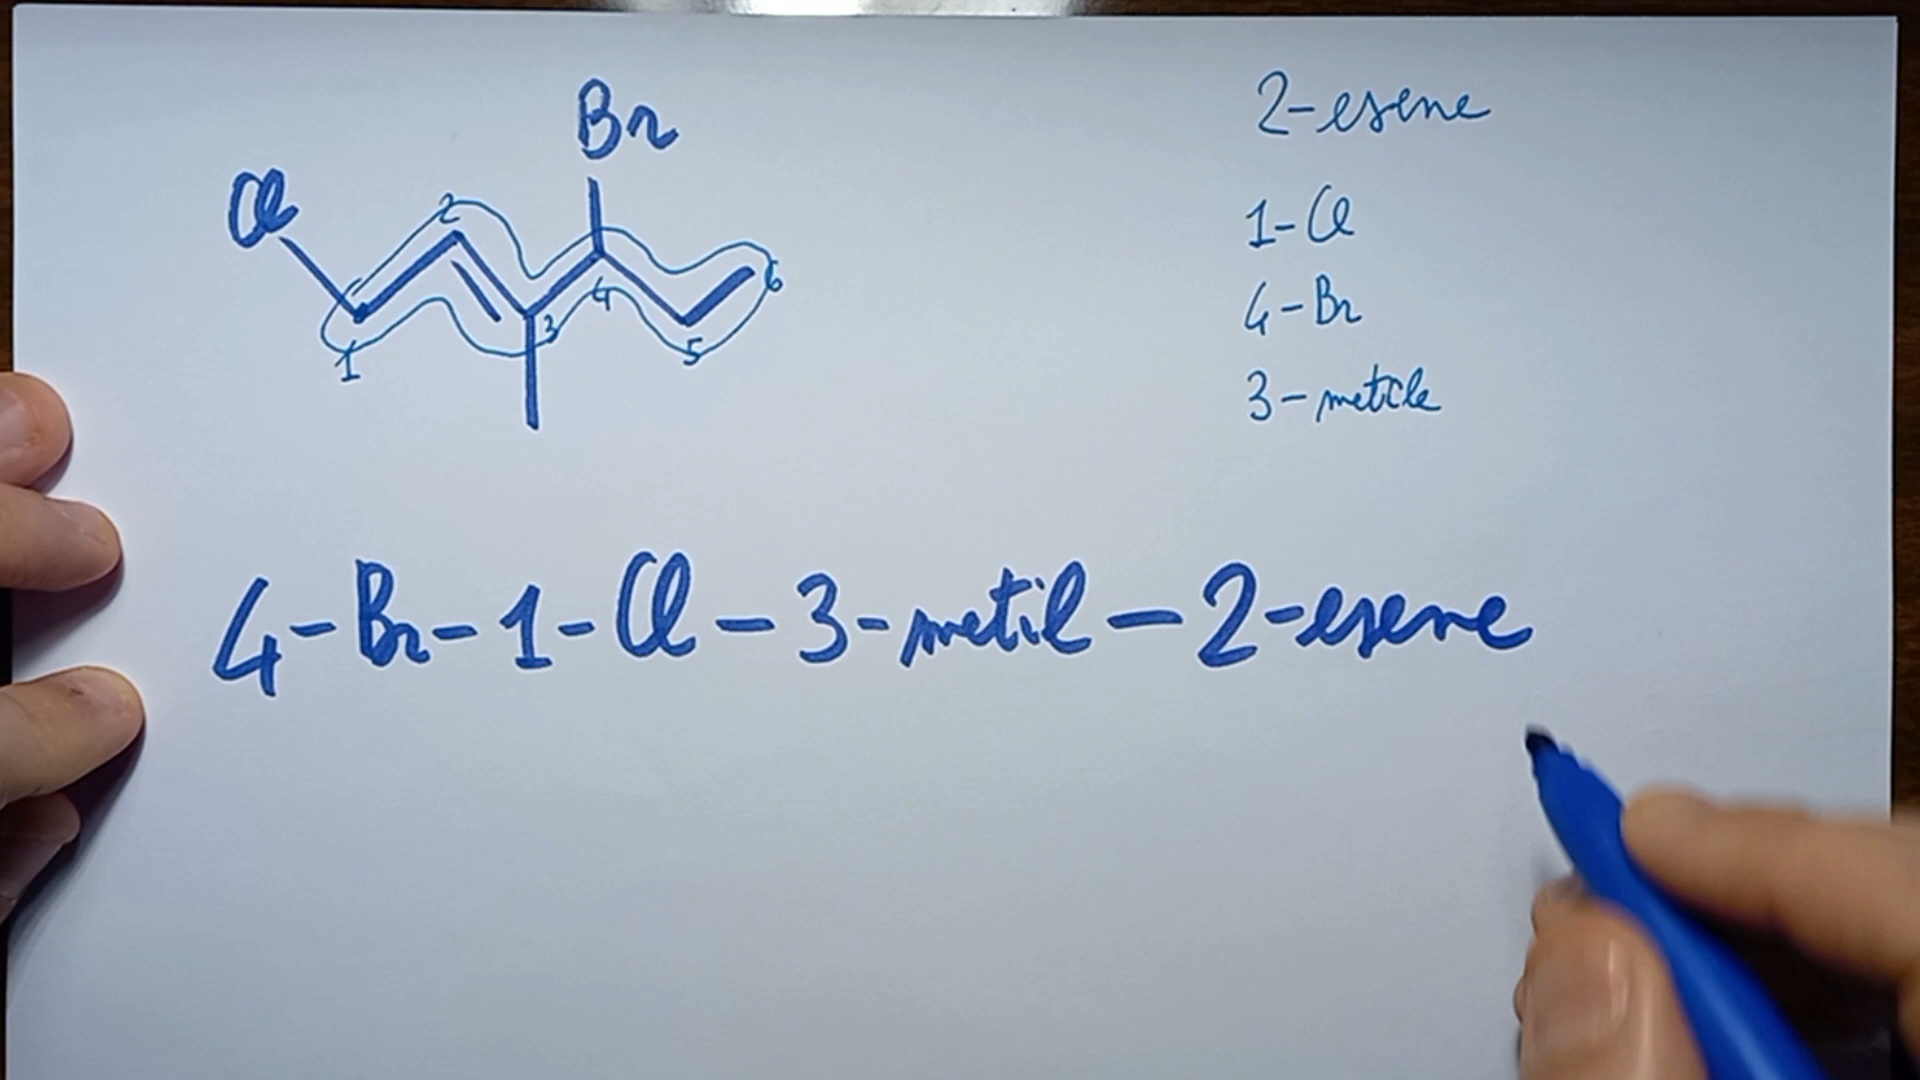 Br
2-esene
Cl
2
1-Cl
6
4
4-Br
3
5
1
3-metile
4-Br-1-Cl-3-metil-2-esene